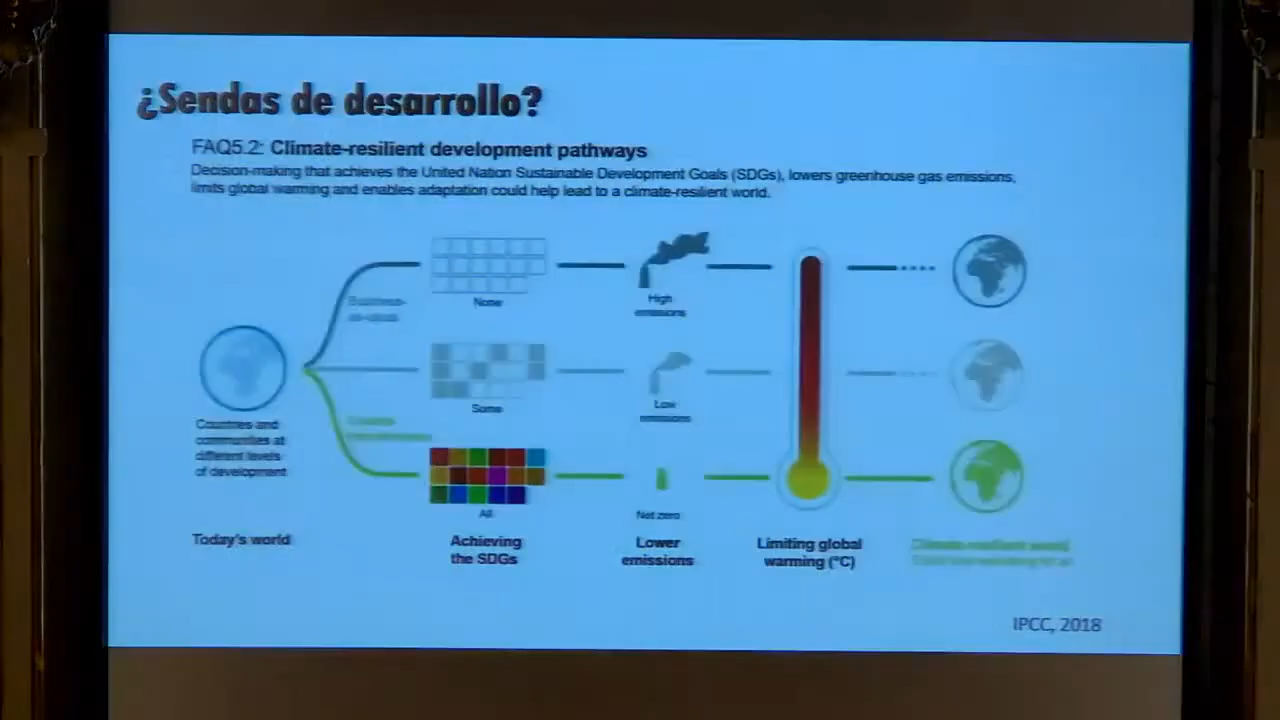 ¿Sendas de desarrollo?
FAQ5.2: Climate-resilient development pathways
Decision-making that achieves the United Nation Sustainable Development Goals (SDGs), lowers greenhouse gas emissions,
limits global warming and enables adaptation could help lead to a climate-resilient world.
None
High
emissions
Some
Low
emissions
Countries and
communities at
different levels
of development
All
Net zero
Today's world
Achieving
the SDGs
Lower
emissions
Limiting global
warming (°C)
IPCC, 2018